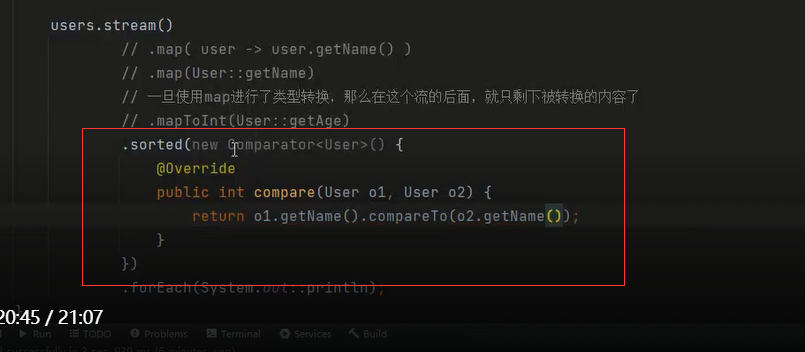 users.stream()
// .map( user -> user.getName() )
// .map(User::getName)
// 一旦使用map进行了类型转换，那么在这个流的后面，就只剩下被转换的内容了
// .mapToInt(User::getAge)
.sorted(new Comparator<User>() {
@Override
public int compare(User o1, User o2) {
return o1.getName().compareTo(o2.getName());
}
})
.forEach(System.out::println);
20:45 / 21:07
Run TODO Problems Terminal Services Build